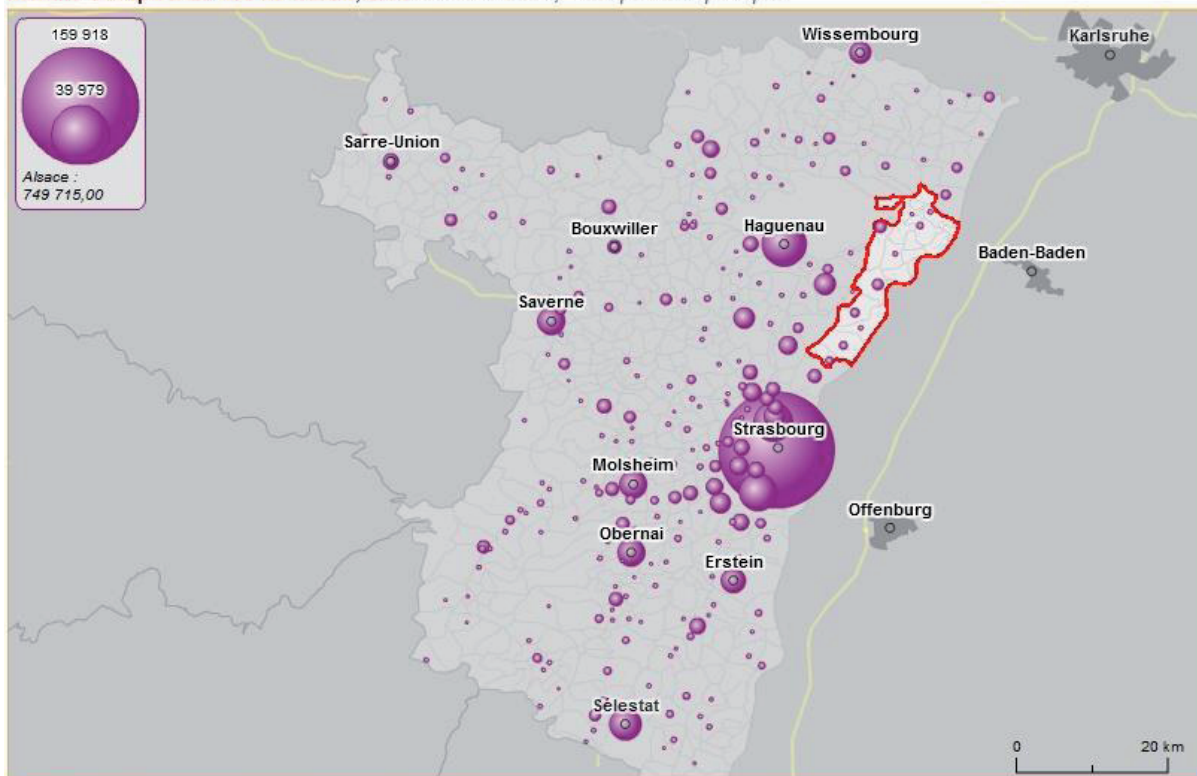 159 918
39 979
Alsace :
749 715,00
Wissembourg
Karlsruhe
Sarre-Union
Bouxwiller
Haguenau
Baden-Baden
Saverne
Strasbourg
Molsheim
Offenburg
Obernai
Erstein
Selestat
0 20 km